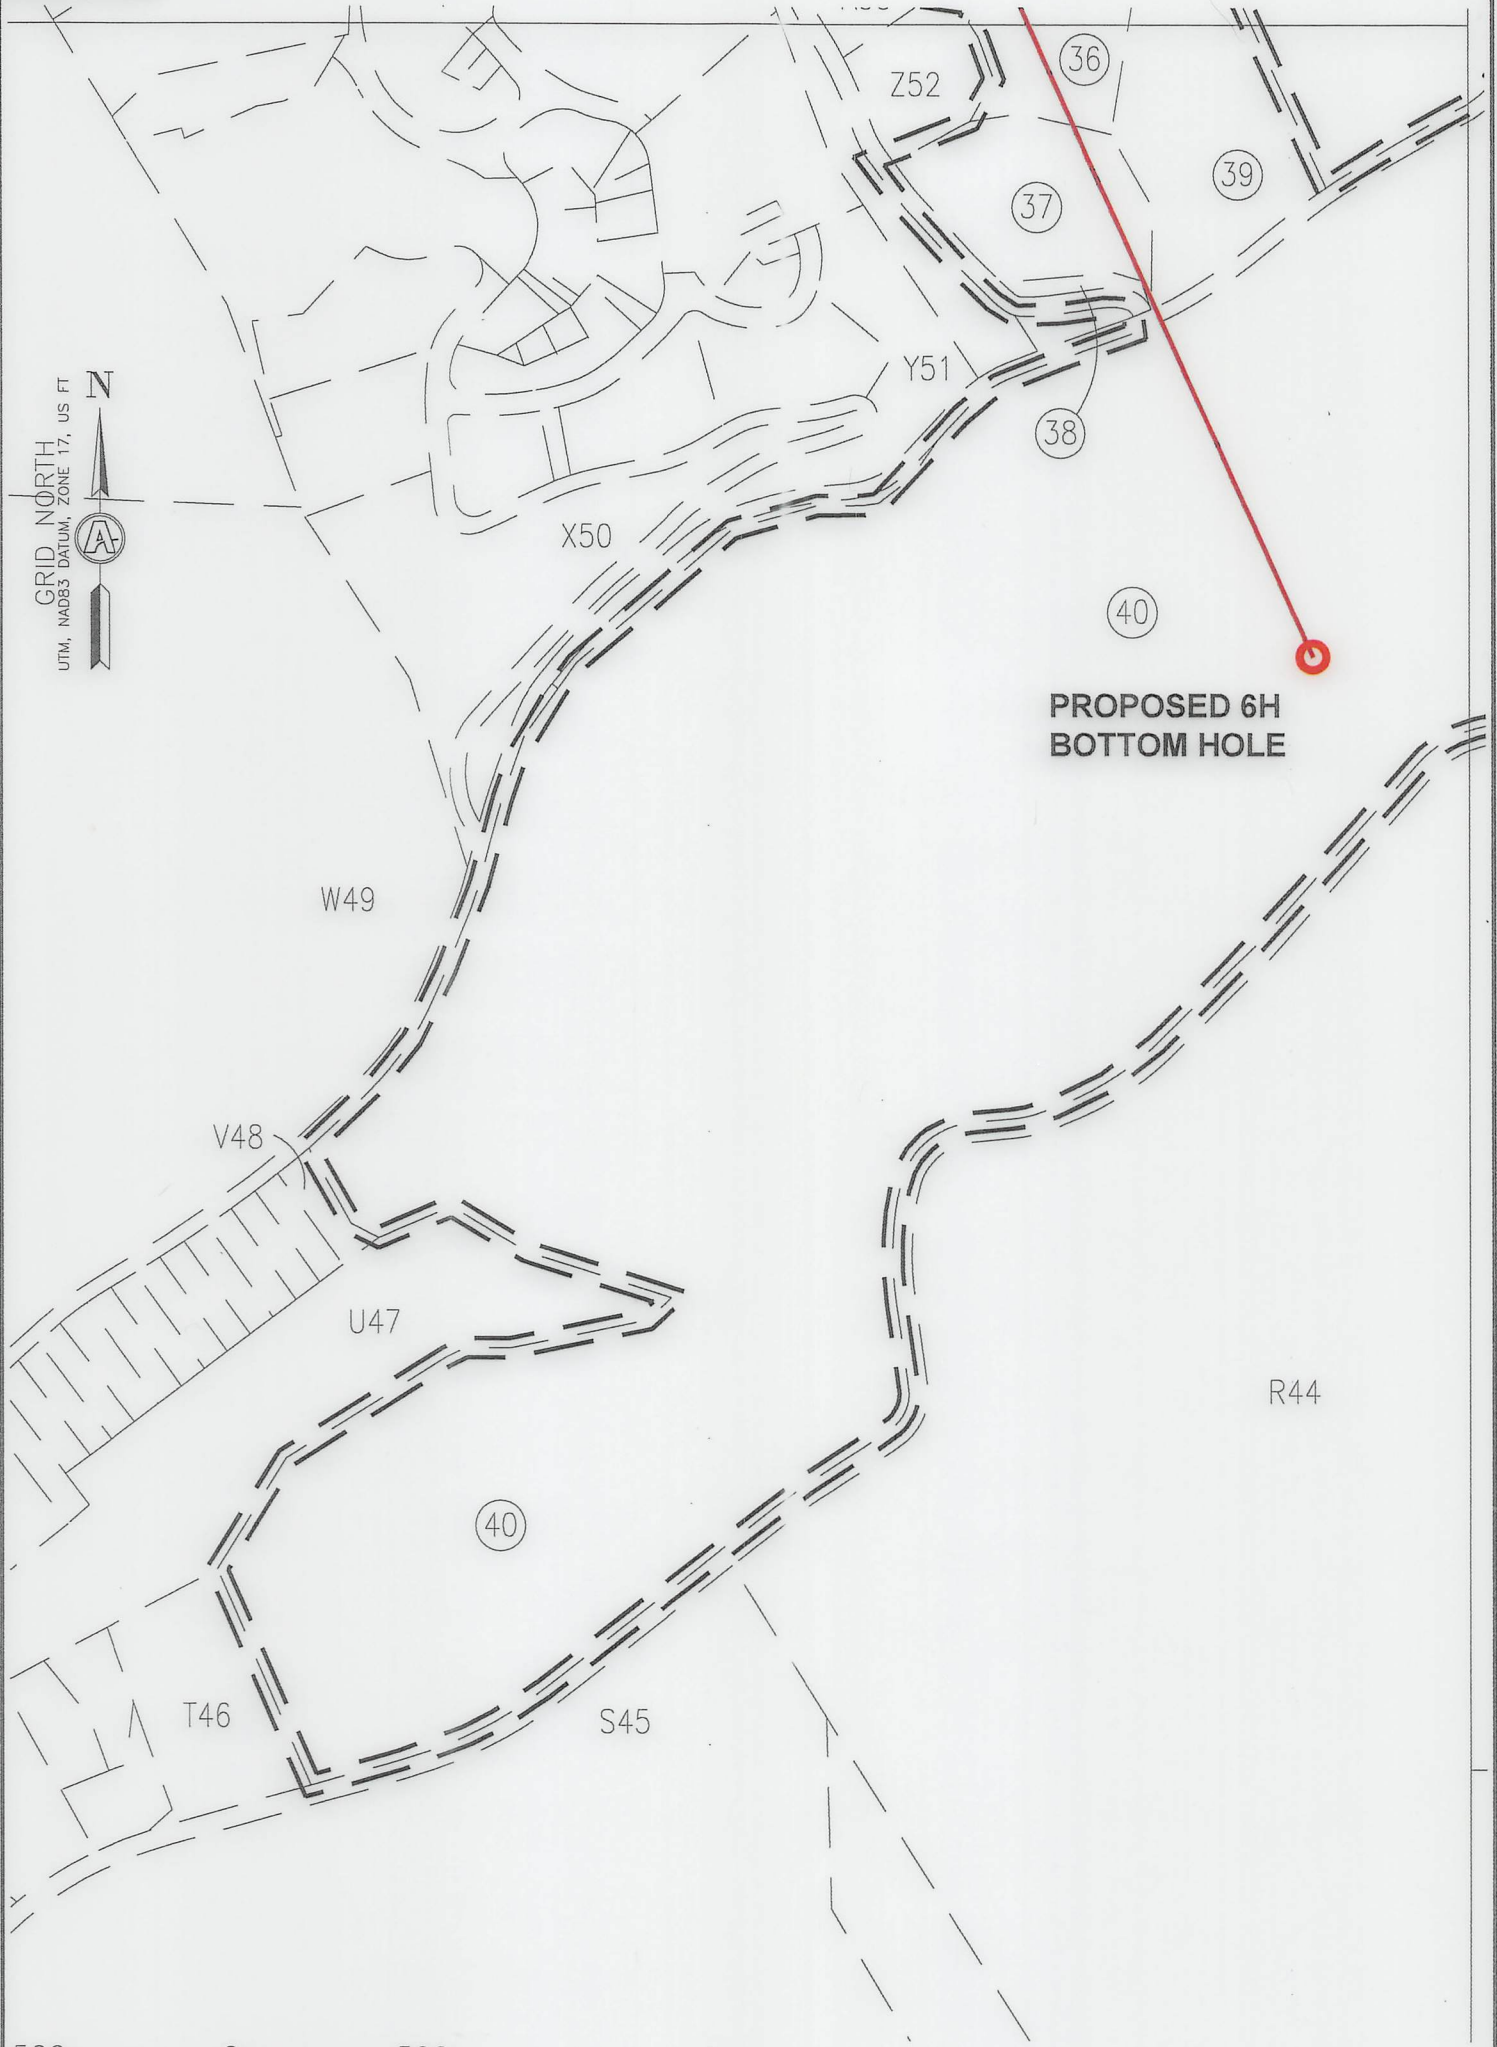 36
Z52
39
37
Y51
38
N
GRID NORTH
UTM, NAD83 DATUM, ZONE 17, US FT
A
X50
40
PROPOSED 6H
BOTTOM HOLE
W49
V48
U47
R44
40
T46
S45